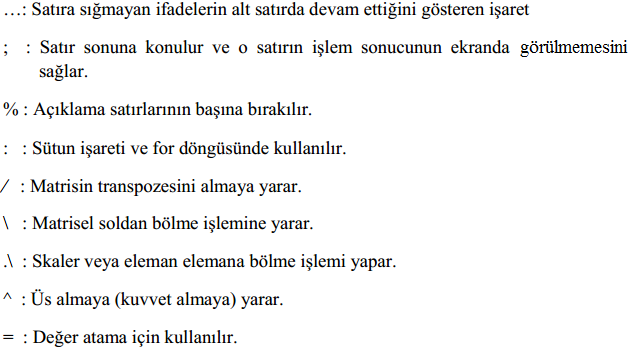 …: Satıra sığmayan ifadelerin alt satırda devam ettiğini gösteren işaret
; : Satır sonuna konulur ve o satırın işlem sonucunun ekranda görülmemesini
sağlar.
% : Açıklama satırlarının başına bırakılır.
: : Sütun işareti ve for döngüsünde kullanılır.
/ : Matrisin transpozesini almaya yarar.
\ : Matrisel soldan bölme işlemine yarar.
.\ : Skaler veya eleman elemana bölme işlemi yapar.
^ : Üs almaya (kuvvet almaya) yarar.
= : Değer atama için kullanılır.